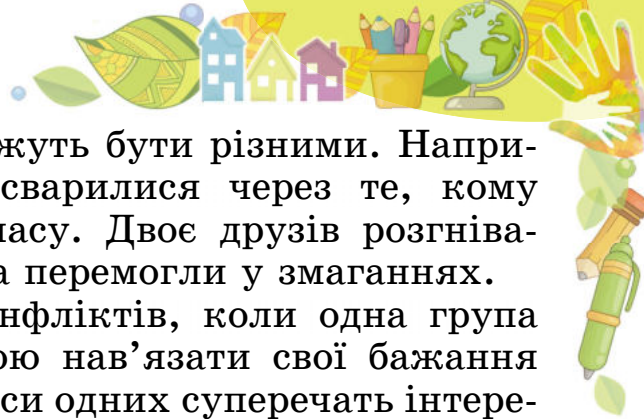 жуть бути різними. Напри-
сварилися через те, кому
ласу. Двоє друзів розгніва-
а перемогли у змаганнях.
нфліктів, коли одна група
ою нав’язати свої бажання
си одних суперечать інтере-